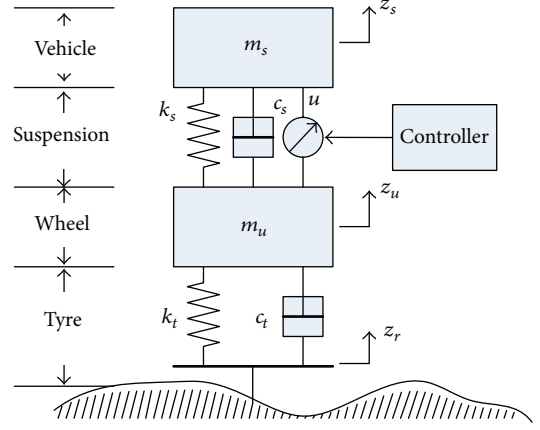 z_s
Vehicle
m_s
k_s
c_s
u
Suspension
Controller
z_u
Wheel
m_u
Tyre
k_t
c_t
z_r